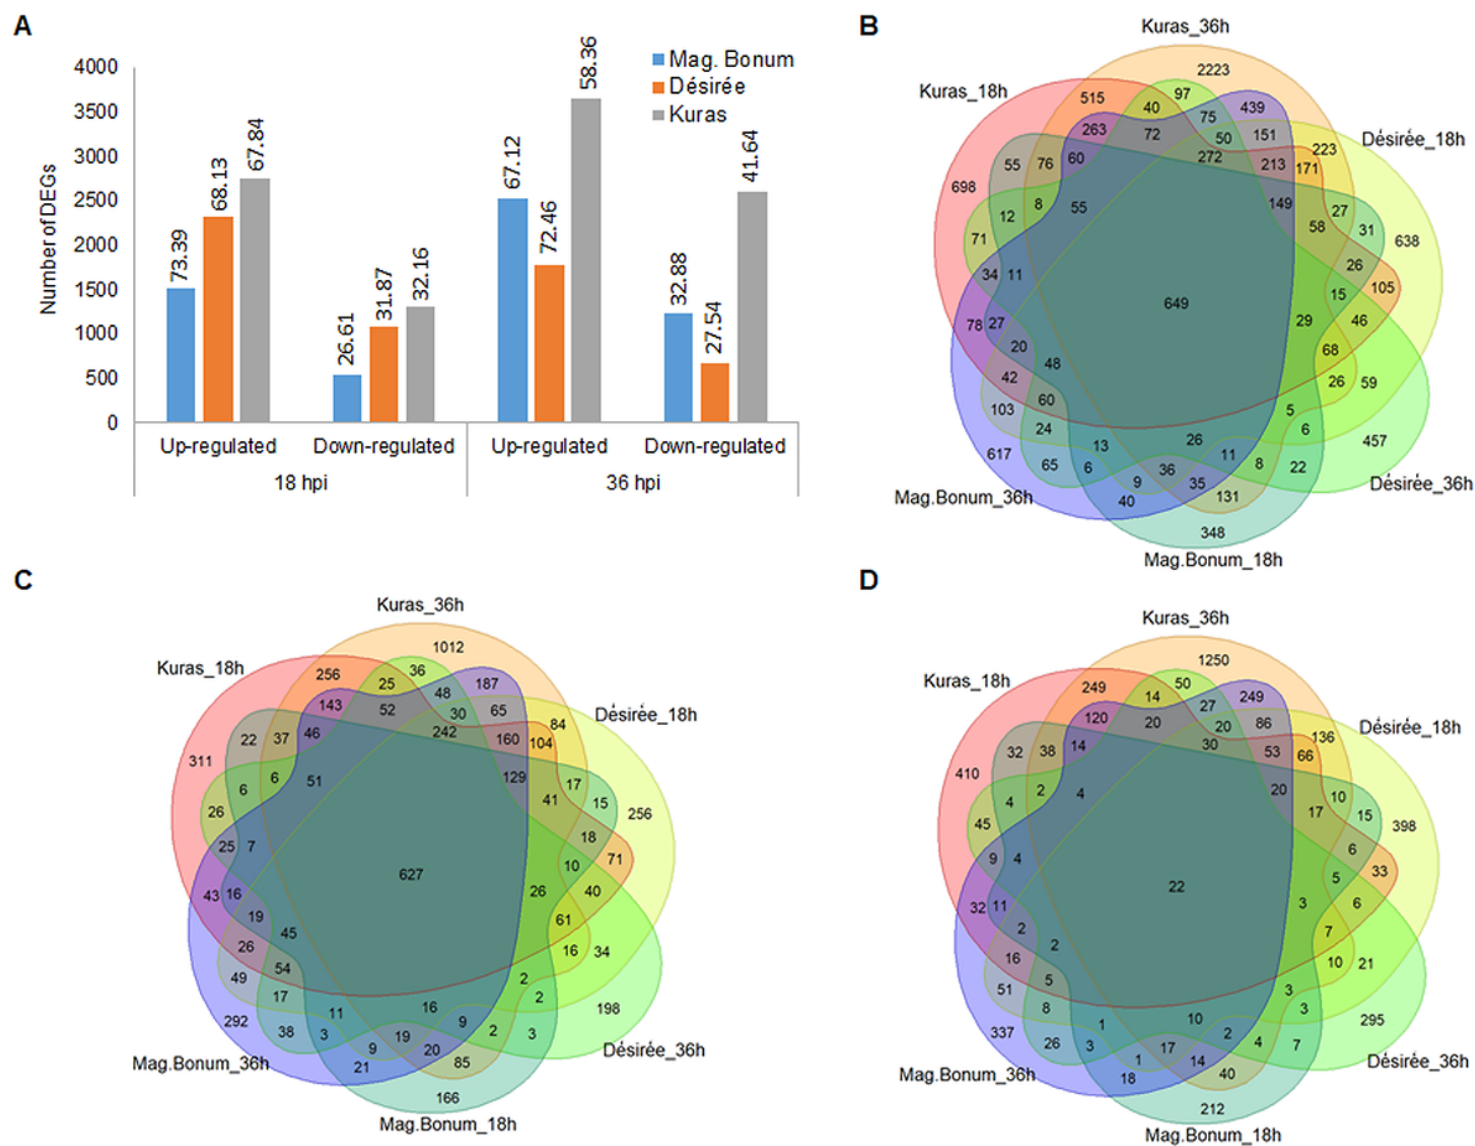 A
Number of DEGs
4000
3500
3000
2500
2000
1500
1000
500
0
73.39
68.13
67.84
26.61
31.87
32.16
67.12
72.46
58.36
32.88
27.54
41.64
Mag. Bonum
Désirée
Kuras
Up-regulated Down-regulated Up-regulated Down-regulated
18 hpi 36 hpi
B
Kuras_36h
Kuras_18h
Désirée_18h
Désirée_36h
Mag.Bonum_36h
Mag.Bonum_18h
2223
515 40 97 75 439
263 72 50 151 223
55 76 60 272 213 171
698 12 8 55 149 58 27 31 638
71 26
34 11 649 15 105
78 27 29 46
20 48 68
42 60 26 59
103 24 5 6 457
617 65 6 13 26 11 8 22
9 36 35 131
40
348
C
Kuras_36h
Kuras_18h
Désirée_18h
Désirée_36h
Mag.Bonum_36h
Mag.Bonum_18h
1012
256 25 36 48 187
143 52 30 65 84
22 37 46 242 160 104
311 6 6 51 129 41 17 15 256
26 18
25 7 627 10 71
43 16 26 40
19 45 61
26 54 16 34
49 17 2 2 198
292 38 3 11 16 9 2 3
9 19 20 85
21
166
D
Kuras_36h
Kuras_18h
Désirée_18h
Désirée_36h
Mag.Bonum_36h
Mag.Bonum_18h
1250
249 14 50 27 249
120 20 20 86 136
32 38 14 30 53 66
410 4 2 4 20 17 10 15 398
45 6
9 4 22 5 33
32 11 3 6
2 2 7
16 5 10 21
51 8 3 3 295
337 26 3 1 10 2 4 7
1 17 14 40
18
212